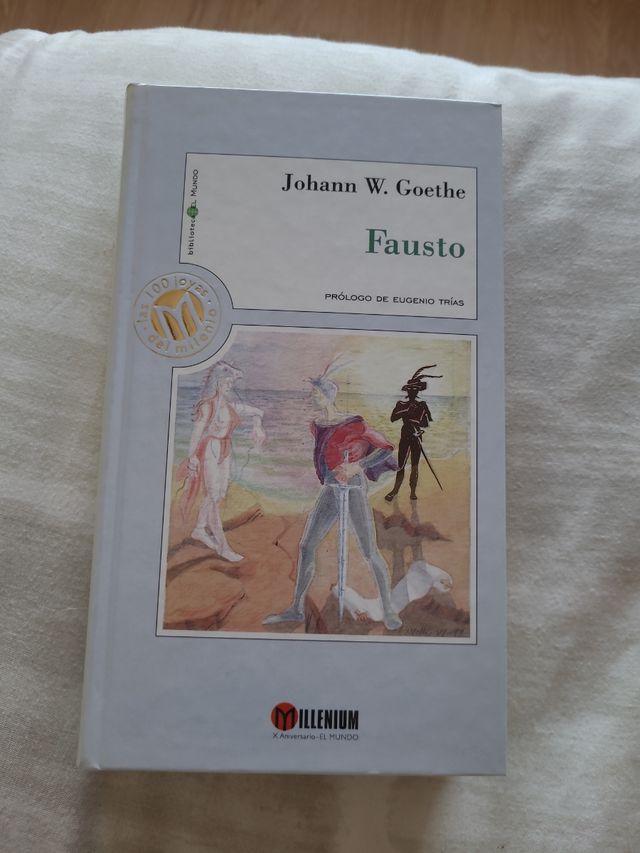 Johann W. Goethe
Fausto
PRÓLOGO DE EUGENIO TRÍAS
biblioteca EL MUNDO
las 100 joyas
del milenio
M
MILLENIUM
X Aniversario-EL MUNDO